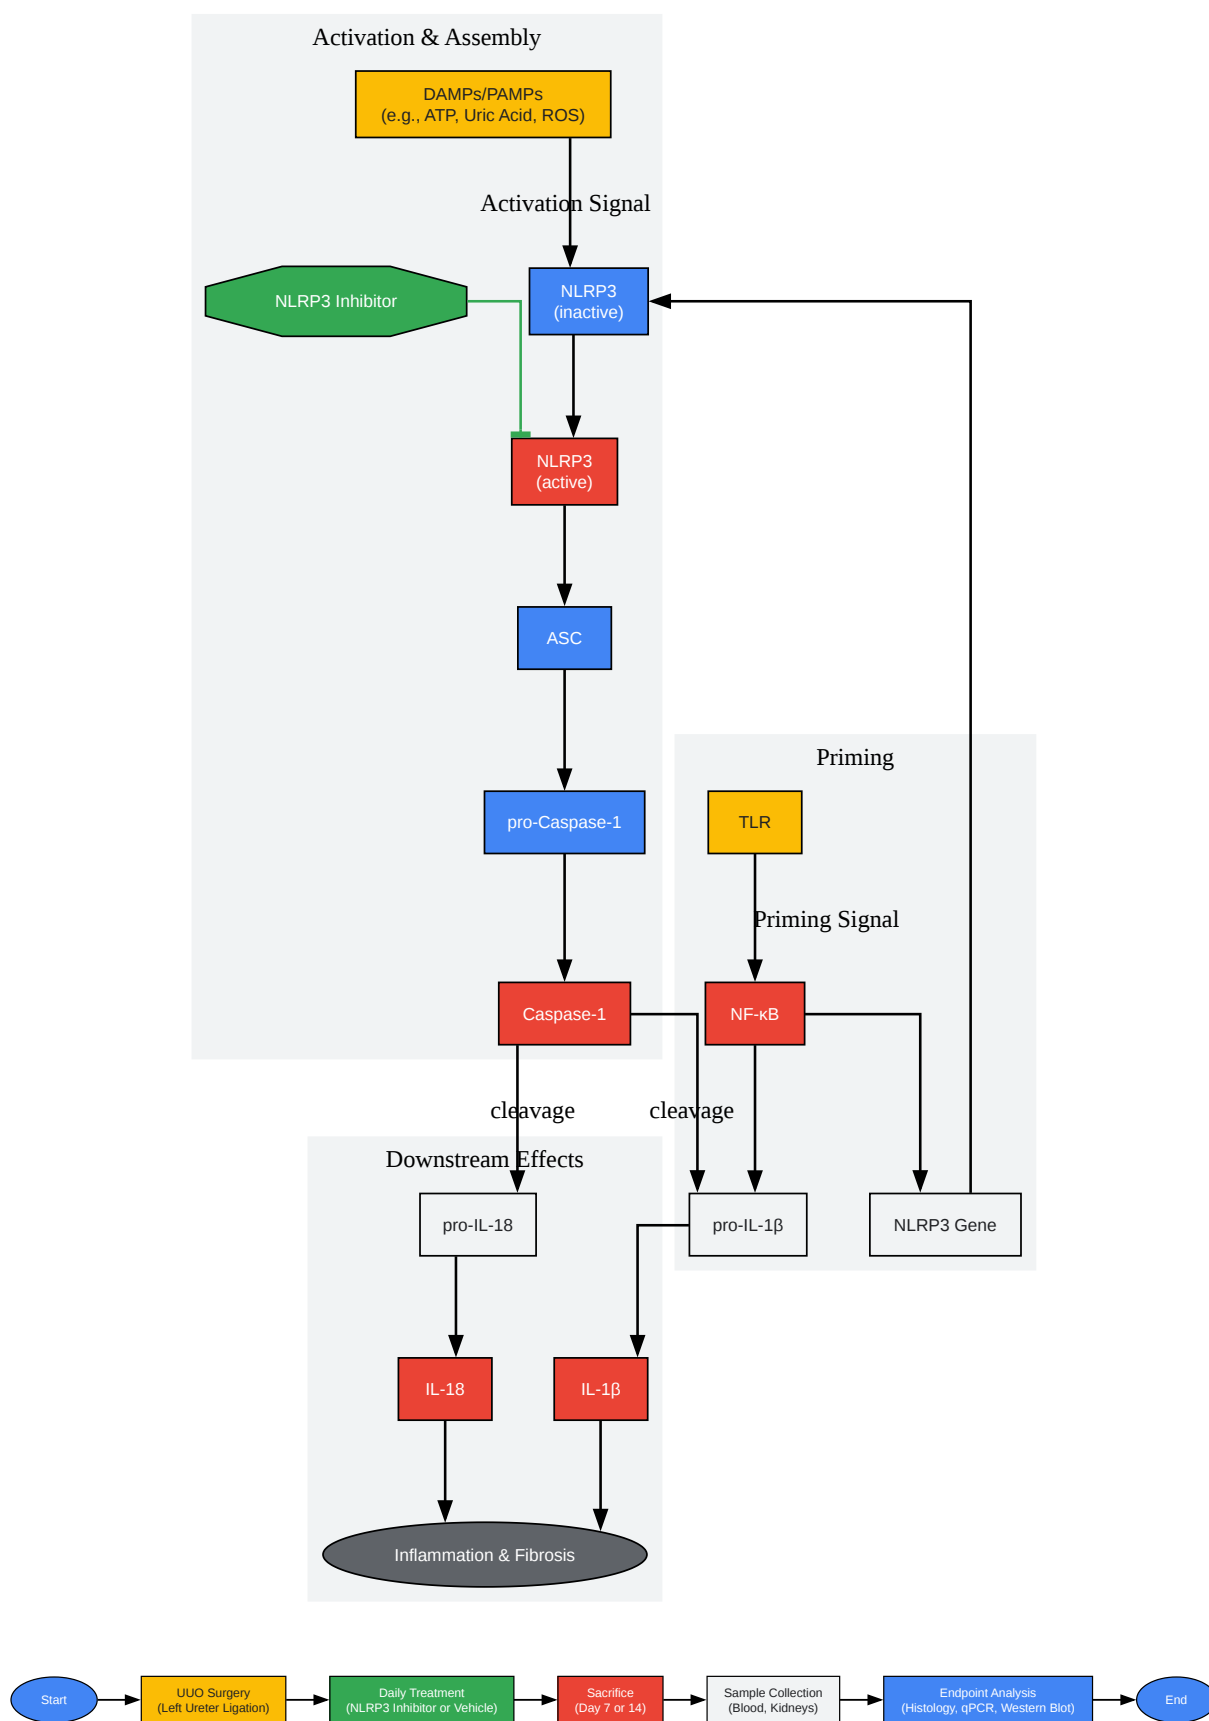 Activation & Assembly
DAMPs/PAMPs
(e.g., ATP, Uric Acid, ROS)
Activation Signal
NLRP3 Inhibitor
NLRP3
(inactive)
NLRP3
(active)
ASC
Priming
pro-Caspase-1
TLR
Priming Signal
Caspase-1
NF-κB
cleavage
cleavage
Downstream Effects
pro-IL-18
pro-IL-1β
NLRP3 Gene
IL-18
IL-1β
Inflammation & Fibrosis
Start
UUO Surgery
(Left Ureter Ligation)
Daily Treatment
(NLRP3 Inhibitor or Vehicle)
Sacrifice
(Day 7 or 14)
Sample Collection
(Blood, Kidneys)
Endpoint Analysis
(Histology, qPCR, Western Blot)
End